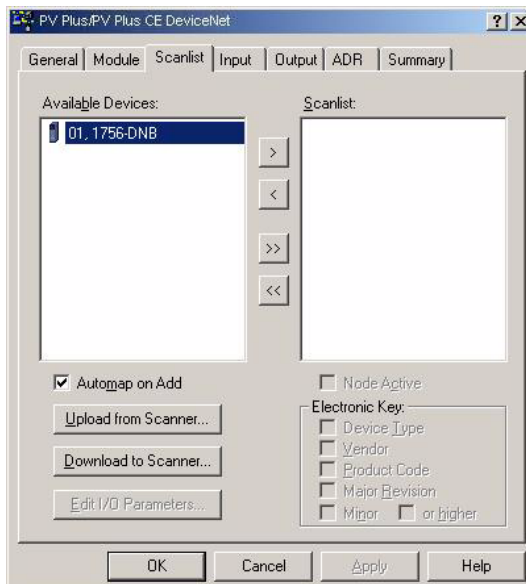 PV Plus/PV Plus CE DeviceNet
General Module Scanlist Input Output ADR Summary
Available Devices: Scanlist:
01, 1756-DNB
>
<
>>
<<
Automap on Add Node Active
Upload from Scanner... Electronic Key:
Device Type
Vendor
Download to Scanner... Product Code
Major Revision
Edit I/O Parameters... Minor or higher
OK Cancel Apply Help